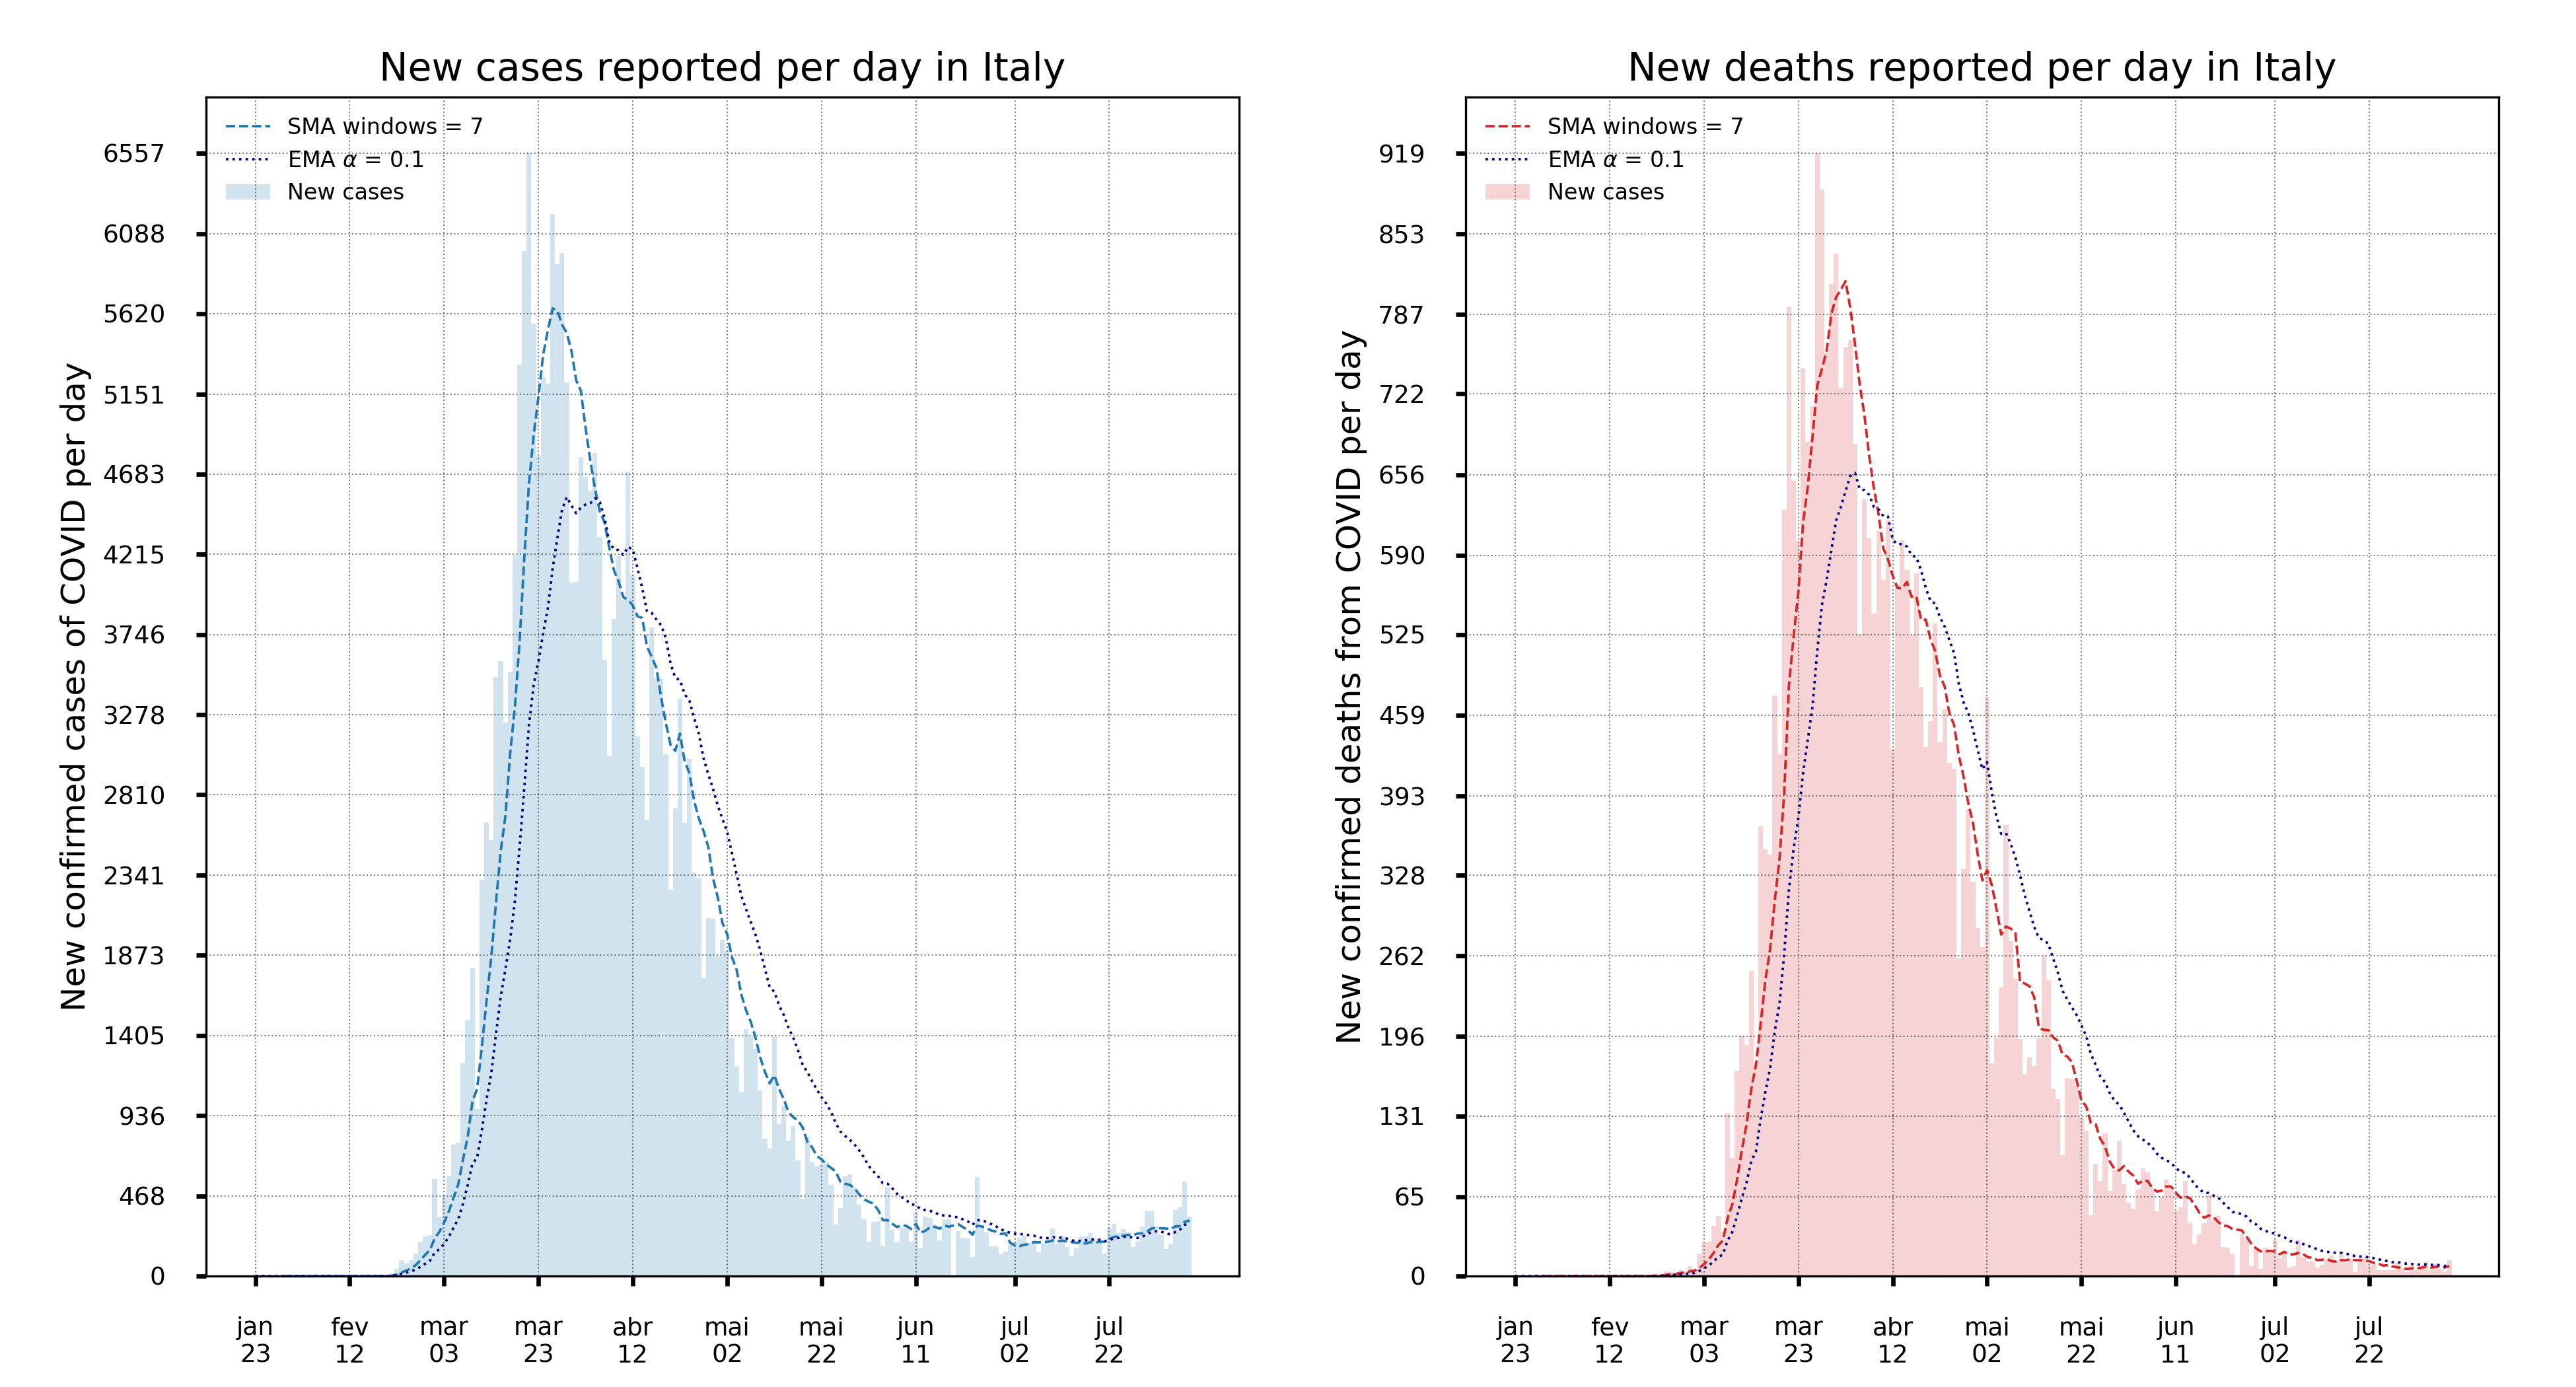 New cases reported per day in Italy
SMA windows = 7
EMA α = 0.1
New cases
New confirmed cases of COVID per day
6557
6088
5620
5151
4683
4215
3746
3278
2810
2341
1873
1405
936
468
0
jan
23
fev
12
mar
03
mar
23
abr
12
mai
02
mai
22
jun
11
jul
02
jul
22
New deaths reported per day in Italy
SMA windows = 7
EMA α = 0.1
New cases
New confirmed deaths from COVID per day
919
853
787
722
656
590
525
459
393
328
262
196
131
65
0
jan
23
fev
12
mar
03
mar
23
abr
12
mai
02
mai
22
jun
11
jul
02
jul
22